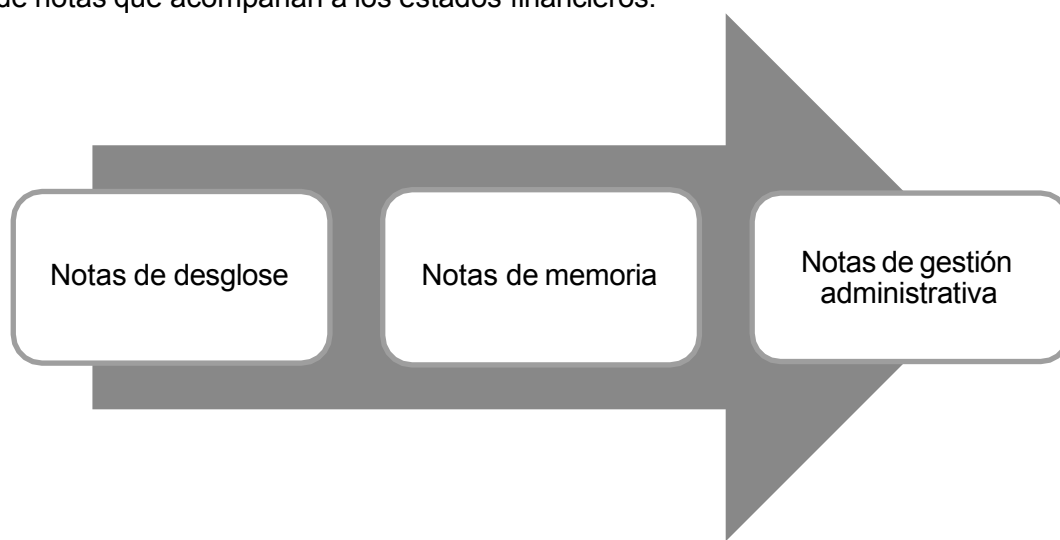 de notas que acompañan a los estados financieros.
Notas de desglose
Notas de memoria
Notas de gestión
administrativa